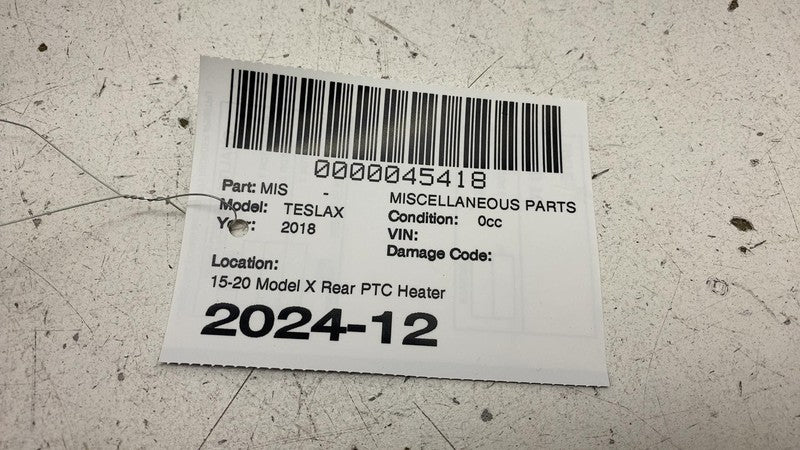 0000045418
Part: MIS - MISCELLANEOUS PARTS
Model: TESLAX Condition: 0cc
Year: 2018 VIN:
Damage Code:
Location:
15-20 Model X Rear PTC Heater
2024-12